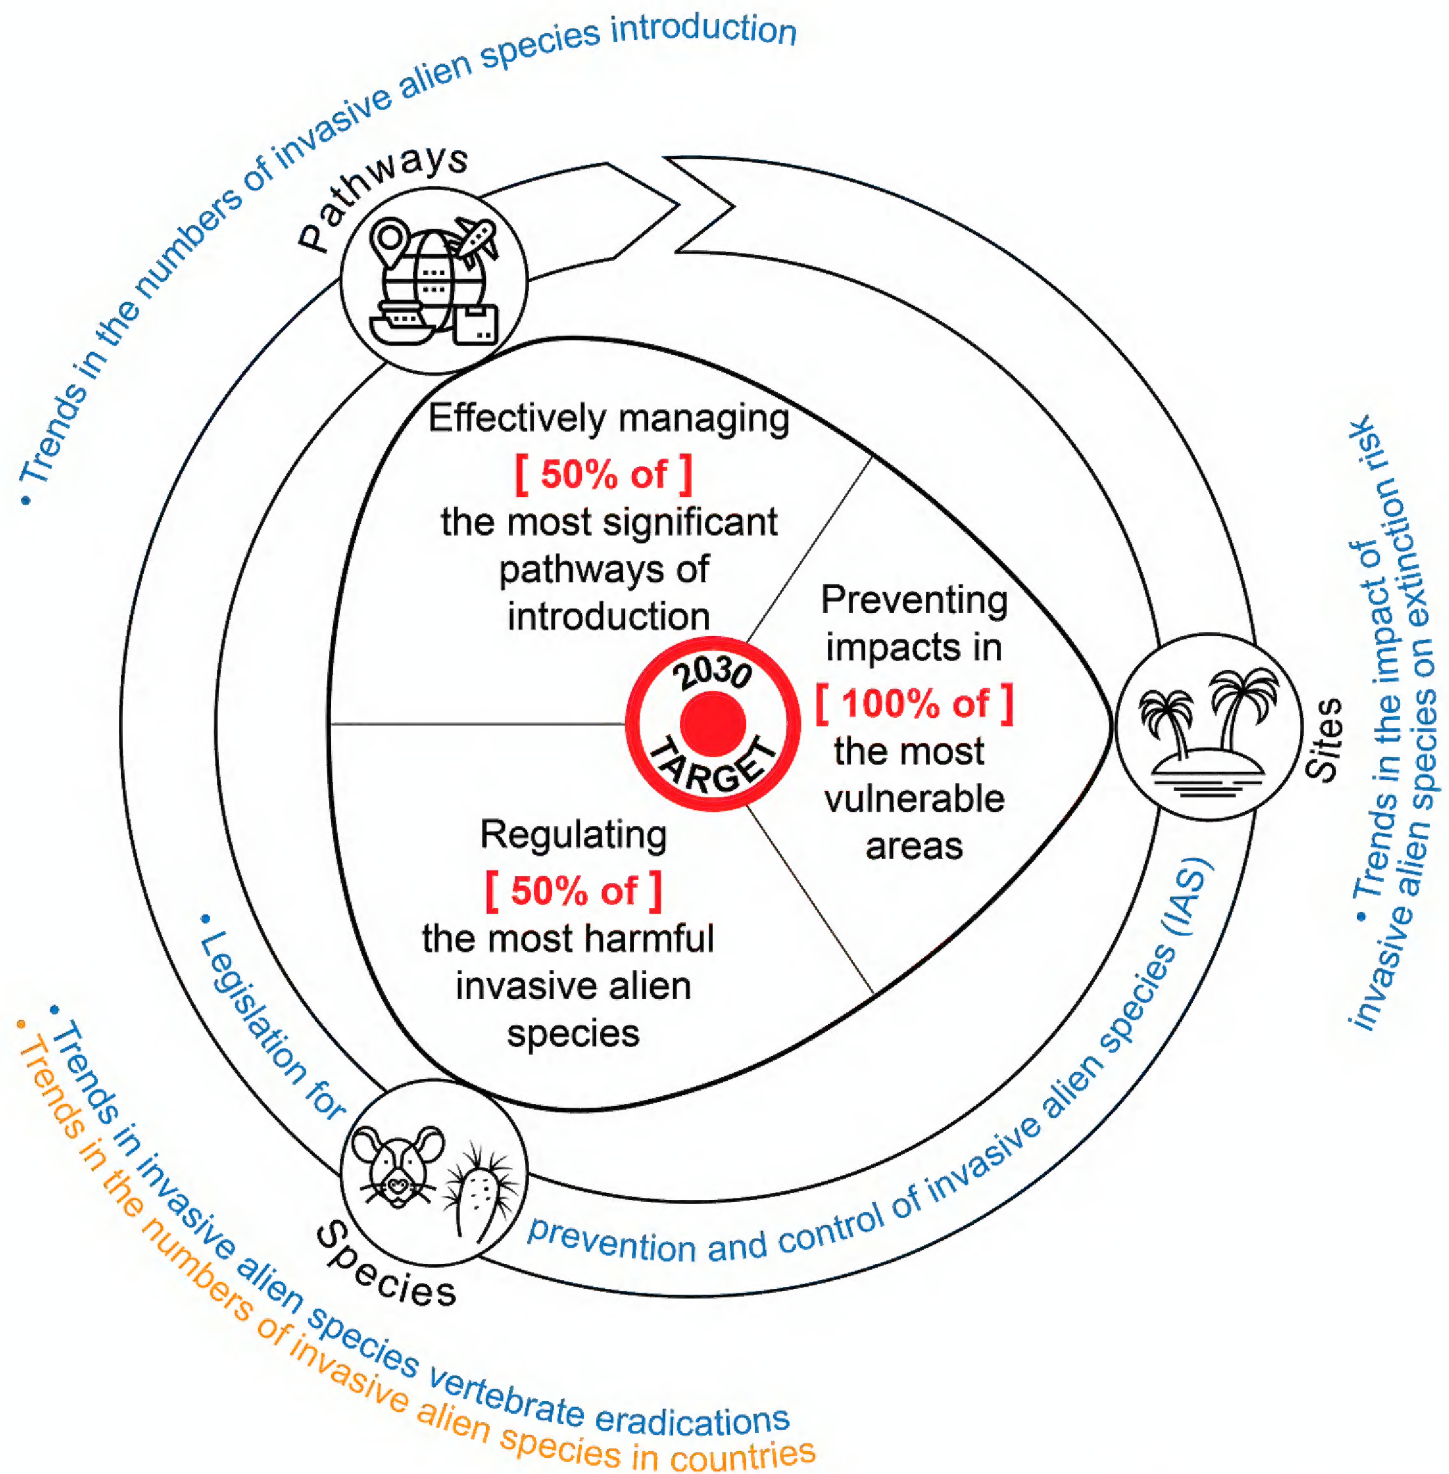 • Trends in the numbers of invasive alien species introduction
Pathways
Effectively managing
[ 50% of ]
the most significant
pathways of
introduction
Preventing
impacts in
[ 100% of ]
the most
vulnerable
areas
2030
TARGET
Regulating
[ 50% of ]
the most harmful
invasive alien
species
Sites
• Trends in the impact of
invasive alien species on extinction risk
• Legislation for
prevention and control of invasive alien species (IAS)
Species
• Trends in invasive alien species vertebrate eradications
• Trends in the numbers of invasive alien species in countries